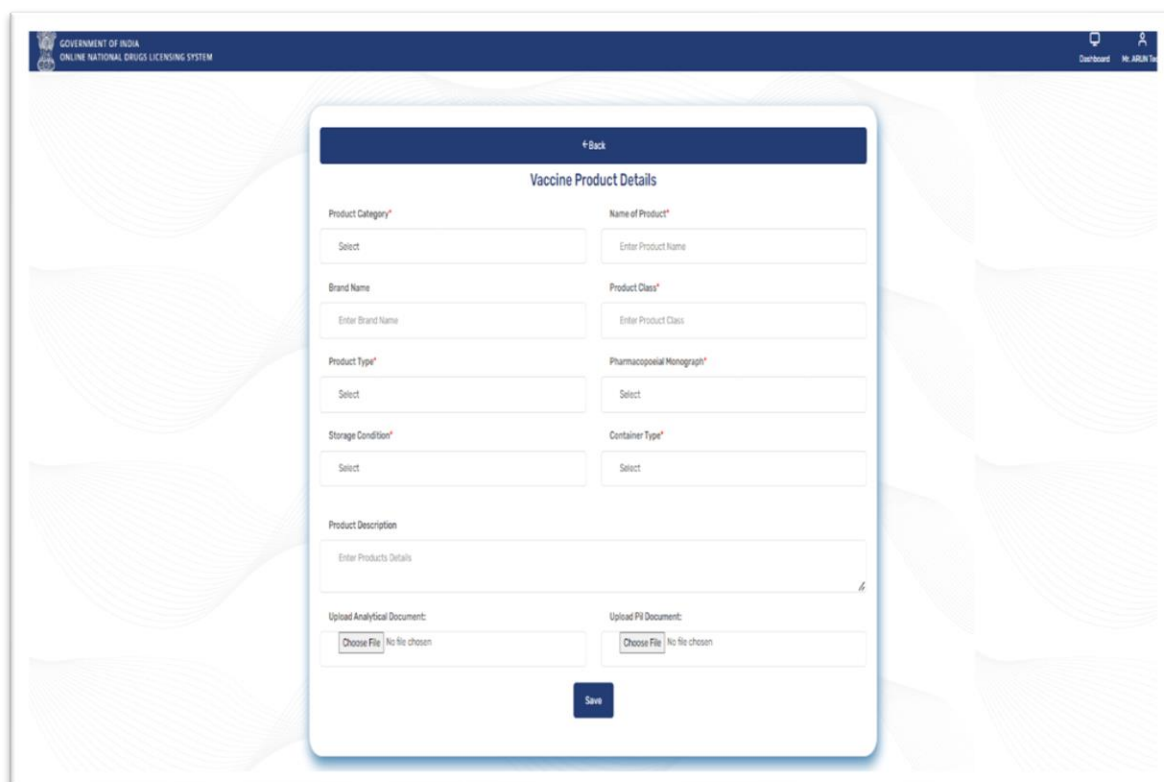 GOVERNMENT OF INDIA
ONLINE NATIONAL DRUGS LICENSING SYSTEM
Dashboard
Mr. ARUN
← Back
Vaccine Product Details
Product Category*
Name of Product*
Select
Enter Product Name
Brand Name
Product Class*
Enter Brand Name
Enter Product Class
Product Type*
Pharmacopoeial Monograph*
Select
Select
Storage Condition*
Container Type*
Select
Select
Product Description
Enter Products Details
Upload Analytical Document:
Upload Pil Document:
Choose File No file chosen
Choose File No file chosen
Save